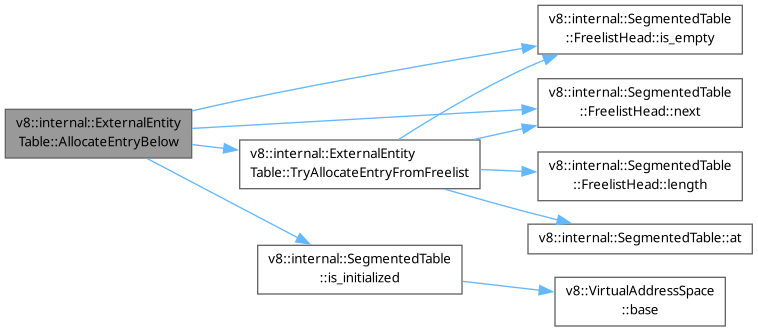 v8::internal::ExternalEntity
Table::AllocateEntryBelow
v8::internal::SegmentedTable
::FreelistHead::is_empty
v8::internal::SegmentedTable
::FreelistHead::next
v8::internal::ExternalEntity
Table::TryAllocateEntryFromFreelist
v8::internal::SegmentedTable
::FreelistHead::length
v8::internal::SegmentedTable::at
v8::internal::SegmentedTable
::is_initialized
v8::VirtualAddressSpace
::base